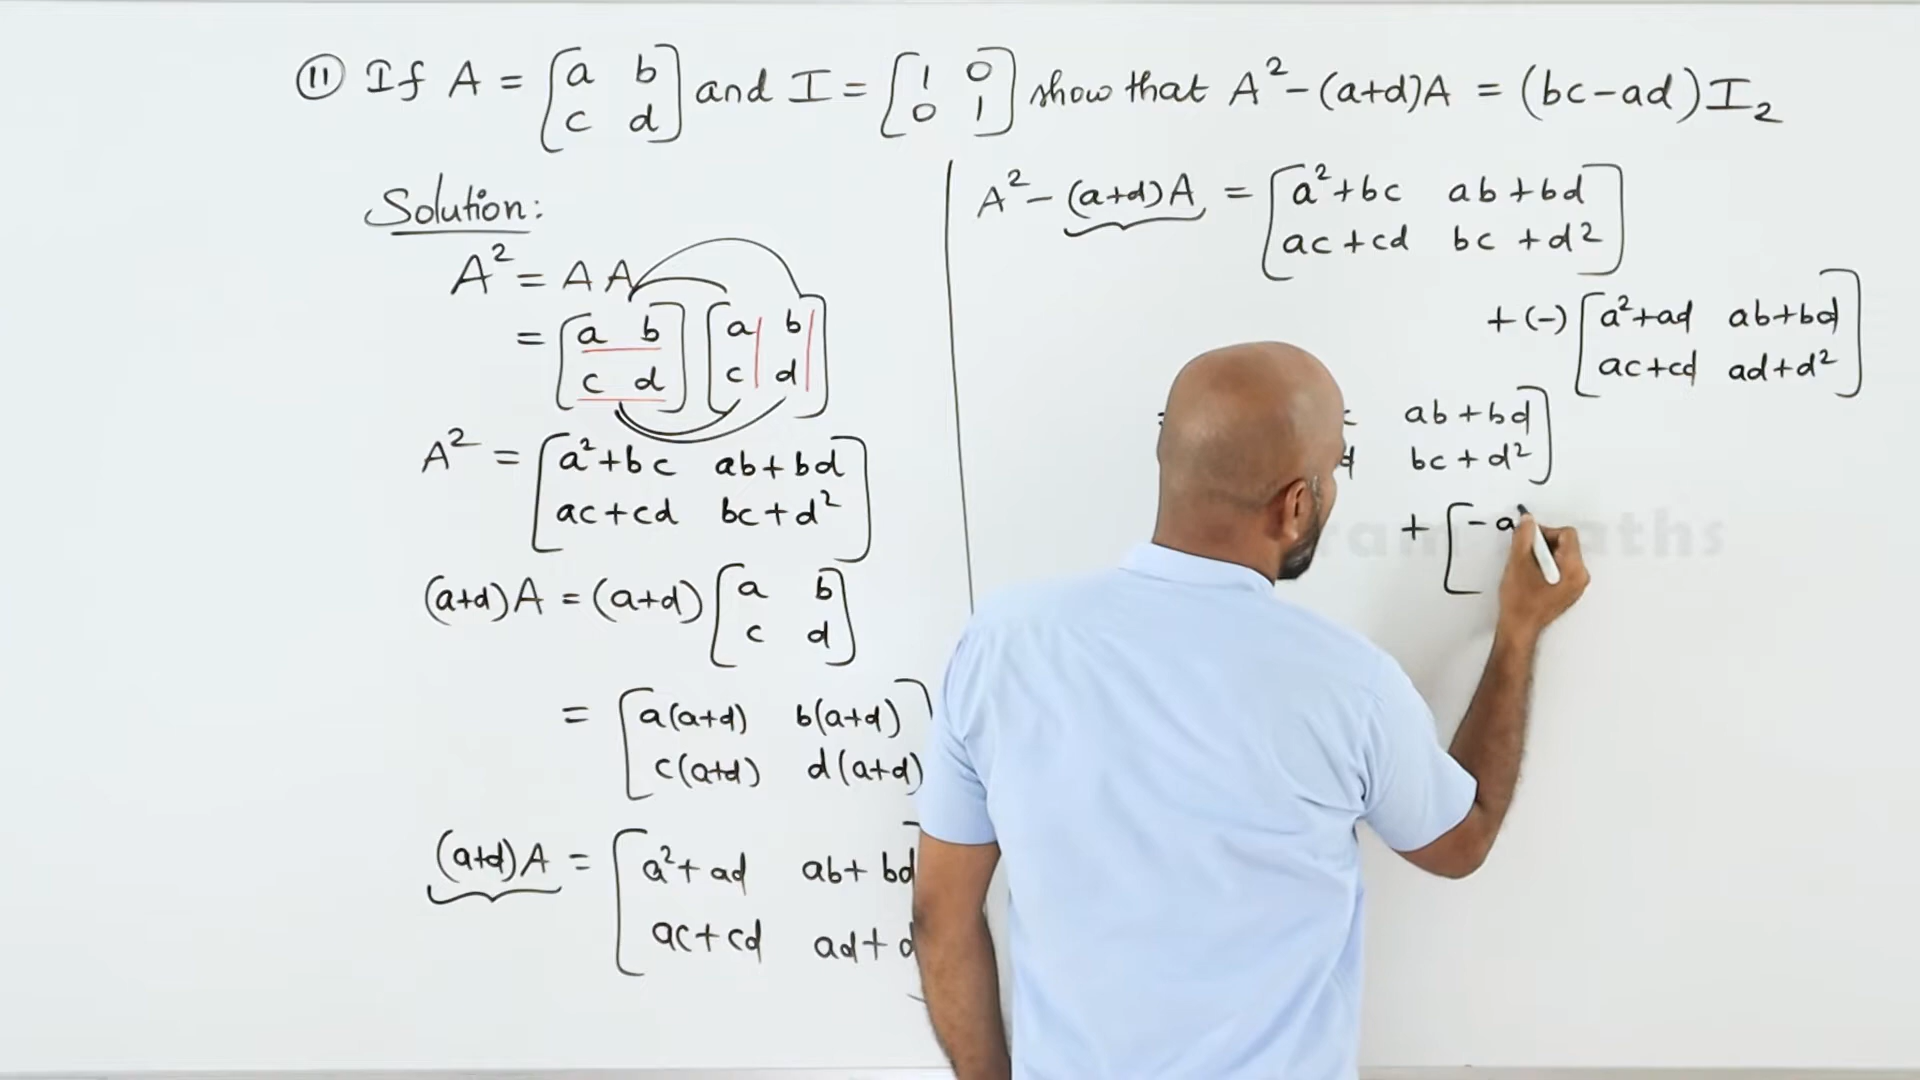 ⑪ If A = [a b
c d] and I = [1 0
0 1] show that A² - (a+d)A = (bc-ad)I₂
Solution:
A² = A A
= [a b
c d] [a b
c d]
A² = [a²+bc ab+bd
ac+cd bc+d²]
(a+d)A = (a+d) [a b
c d]
= [a(a+d) b(a+d)
c(a+d) d(a+d)
(a+d)A = [a²+ad ab+bd
ac+cd ad+d
A² - (a+d)A = [a²+bc ab+bd
ac+cd bc+d²]
+(-) [a²+ad ab+bd
ac+cd ad+d²]
ab+bd
bc+d²]
+ [-a